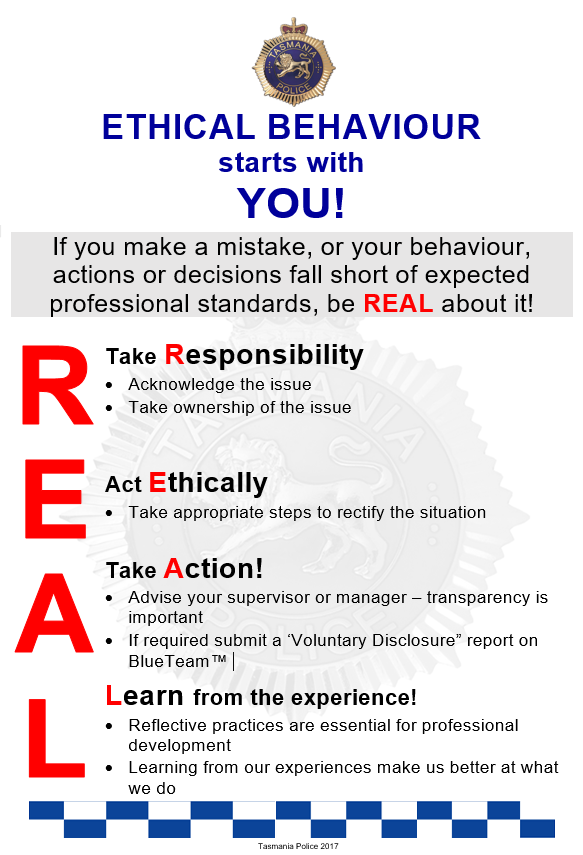 TASMANIA
POLICE
ETHICAL BEHAVIOUR
starts with
YOU!
If you make a mistake, or your behaviour,
actions or decisions fall short of expected
professional standards, be REAL about it!
R
Take Responsibility
• Acknowledge the issue
• Take ownership of the issue
E
Act Ethically
• Take appropriate steps to rectify the situation
A
Take Action!
• Advise your supervisor or manager – transparency is
important
• If required submit a ‘Voluntary Disclosure” report on
BlueTeam™
L
Learn from the experience!
• Reflective practices are essential for professional
development
• Learning from our experiences make us better at what
we do
TASMANIA
POLICE
Tasmania Police 2017